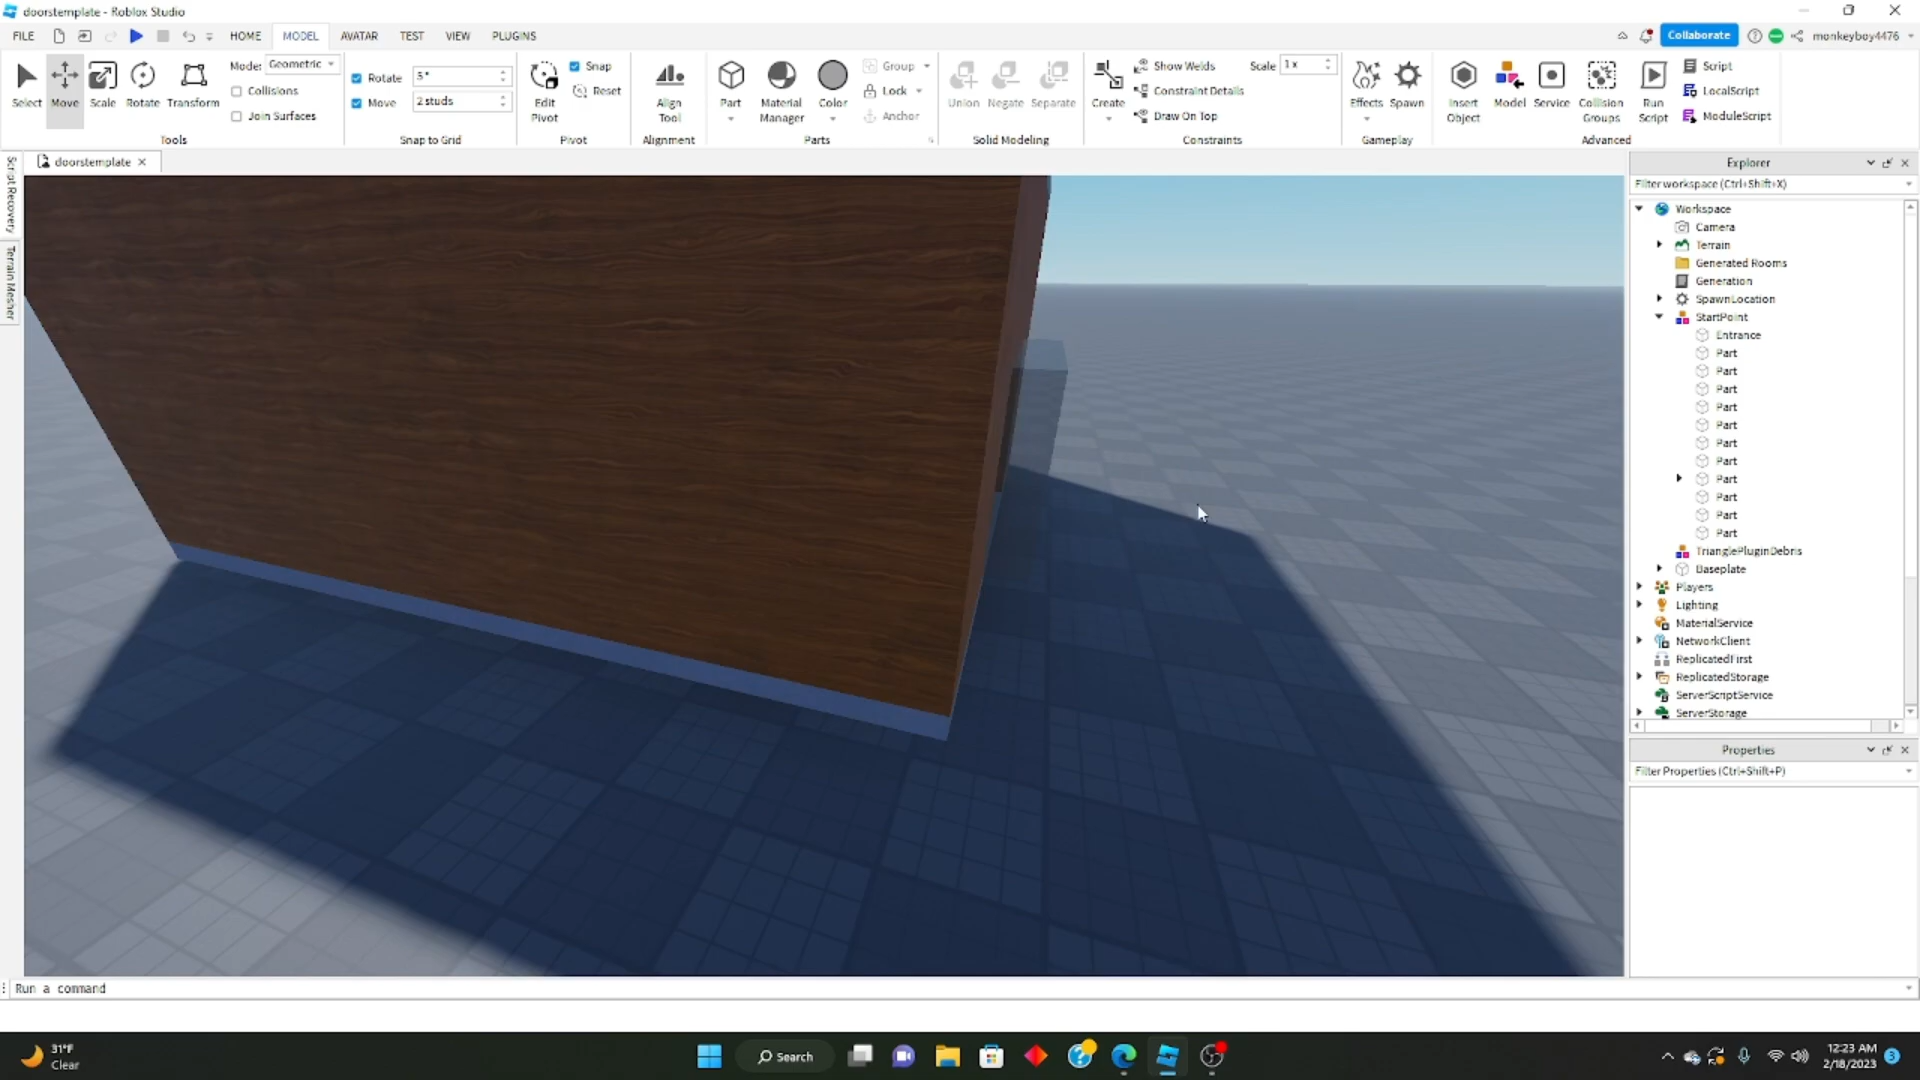 doorstemplate - Roblox Studio
FILE HOME MODEL AVATAR TEST VIEW PLUGINS Collaborate monkeyboy4476
Select Move Scale Rotate Transform
Mode: Geometric
Collisions
Join Surfaces
Tools
Rotate 5°
Move 2 studs
Snap to Grid
Edit Pivot
Snap
Reset
Pivot
Align Tool
Alignment
Part
Material Manager
Color
Group
Lock
Anchor
Parts
Union Negate Separate
Solid Modeling
Create
Show Welds
Constraint Details
Draw On Top
Scale 1x
Constraints
Effects Spawn
Gameplay
Insert Object
Model
Service
Collision Groups
Run Script
Script
LocalScript
ModuleScript
Advanced
Script Recovery
Terrain Mesher
doorstemplate
Explorer
Filter workspace (Ctrl+Shift+X)
Workspace
Camera
Terrain
Generated Rooms
Generation
SpawnLocation
StartPoint
Entrance
Part
Part
Part
Part
Part
Part
Part
Part
Part
Part
Part
TrianglePluginDebris
Baseplate
Players
Lighting
MaterialService
NetworkClient
ReplicatedFirst
ReplicatedStorage
ServerScriptService
ServerStorage
Properties
Filter Properties (Ctrl+Shift+P)
Run a command
31°F
Clear
Search
12:23 AM
2/18/2023
3